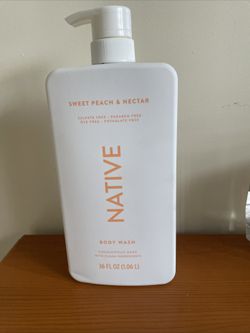 SWEET PEACH & NECTAR
SULFATE FREE • PARABEN FREE
DYE FREE • PHTHALATE FREE
NATIVE
BODY WASH
36 FL OZ (1.06 L)